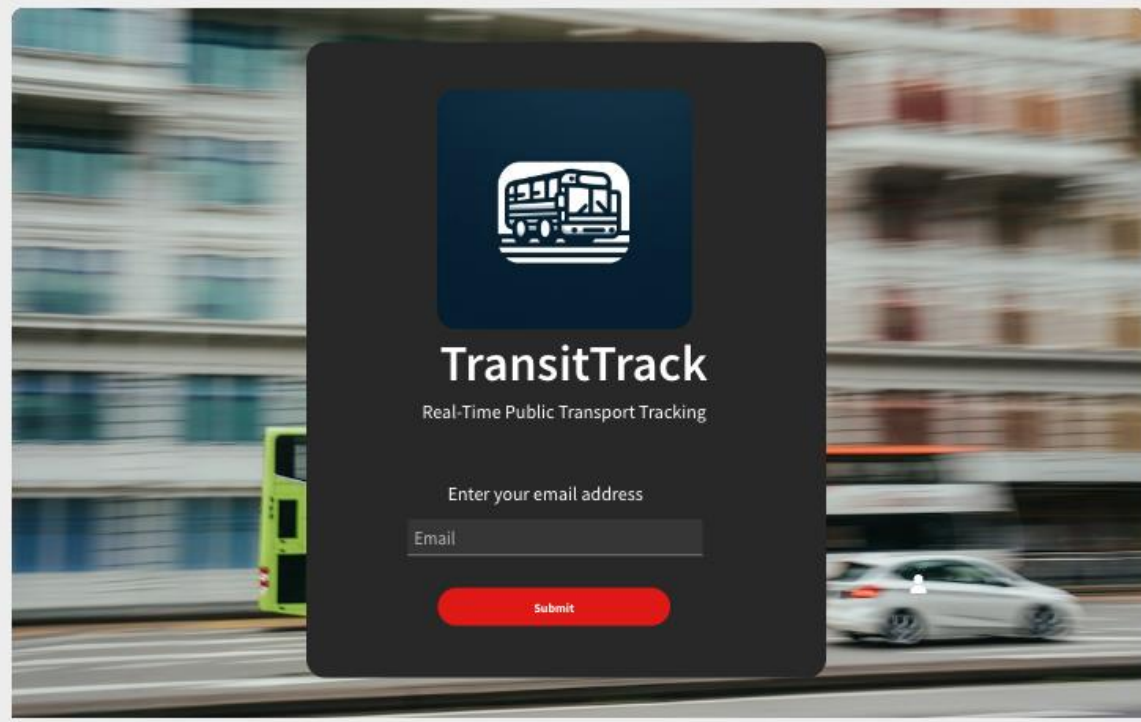 TransitTrack
Real-Time Public Transport Tracking
Enter your email address
Email
Submit